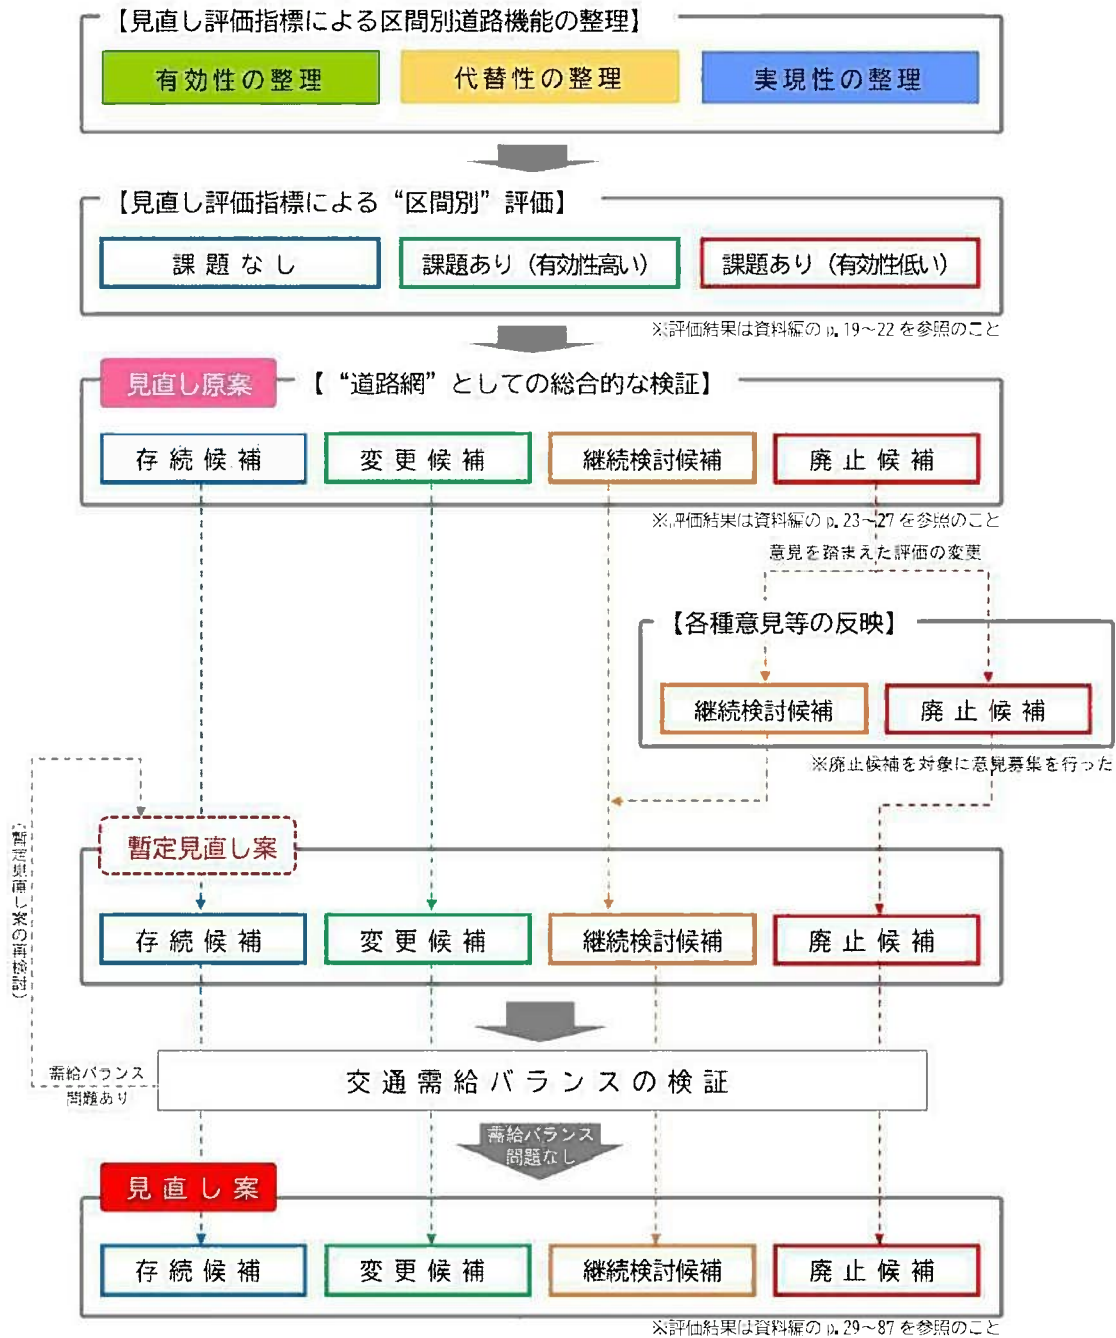 【見直し評価指標による区間別道路機能の整理】
有効性の整理
代替性の整理
実現性の整理
【見直し評価指標による“区間別”評価】
課題なし
課題あり（有効性高い）
課題あり（有効性低い）
※評価結果は資料編の p.19～22 を参照のこと
見直し原案
【“道路網”としての総合的な検証】
存続候補
変更候補
継続検討候補
廃止候補
※評価結果は資料編の p.23～27 を参照のこと
意見を踏まえた評価の変更
【各種意見等の反映】
継続検討候補
廃止候補
※廃止候補を対象に意見募集を行った
（暫定見直し案の再検討）
暫定見直し案
存続候補
変更候補
継続検討候補
廃止候補
需給バランス
問題あり
交通需給バランスの検証
需給バランス
問題なし
見直し案
存続候補
変更候補
継続検討候補
廃止候補
※評価結果は資料編の p.29～87 を参照のこと